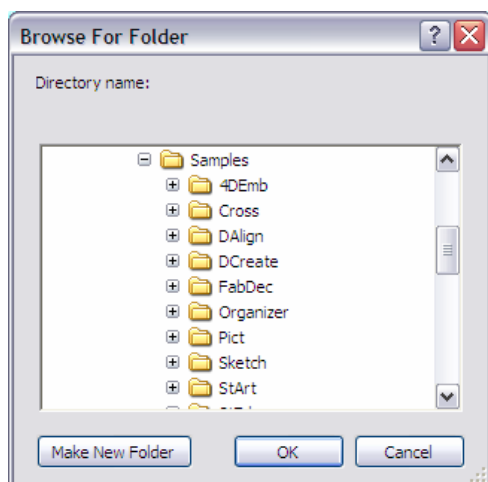 Browse For Folder
Directory name:
Samples
4DEmb
Cross
DAlign
DCreate
FabDec
Organizer
Pict
Sketch
StArt
Make New Folder OK Cancel